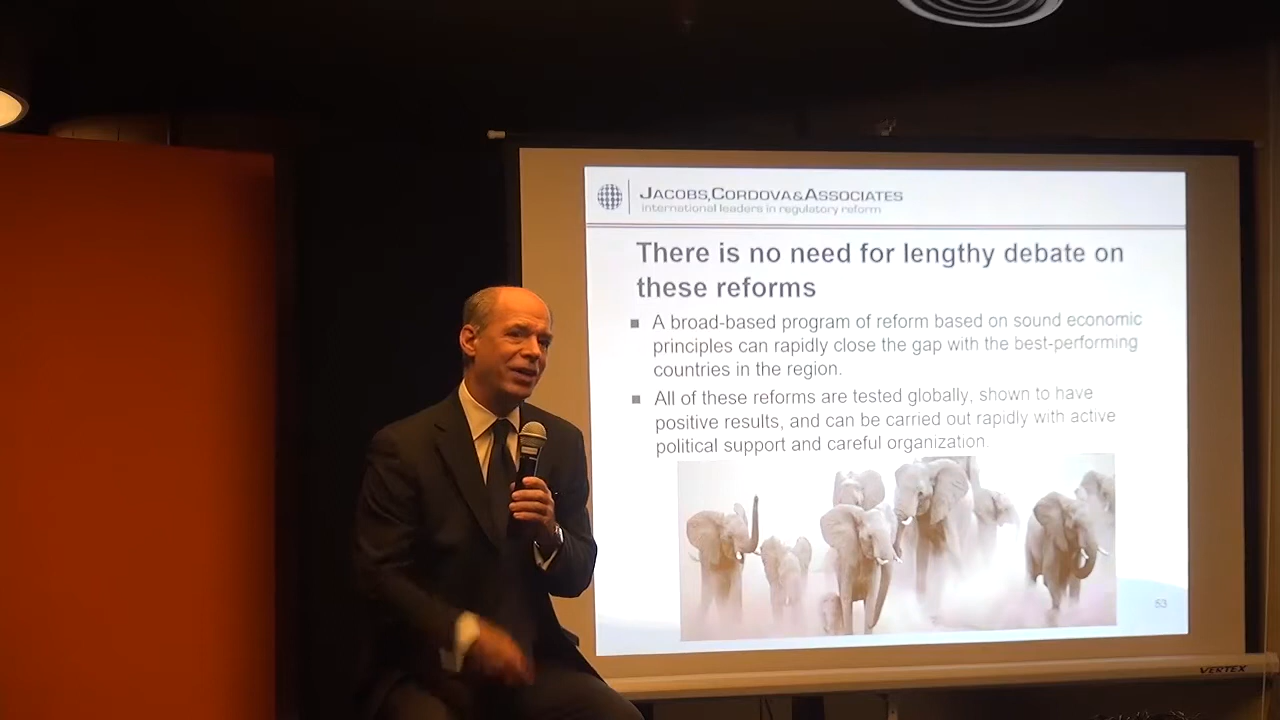 JACOBS, CORDOVA & ASSOCIATES
international leaders in regulatory reform
There is no need for lengthy debate on
these reforms
A broad-based program of reform based on sound economic
principles can rapidly close the gap with the best-performing
countries in the region.
All of these reforms are tested globally, shown to have
positive results, and can be carried out rapidly with active
political support and careful organization.
53
VERTEX